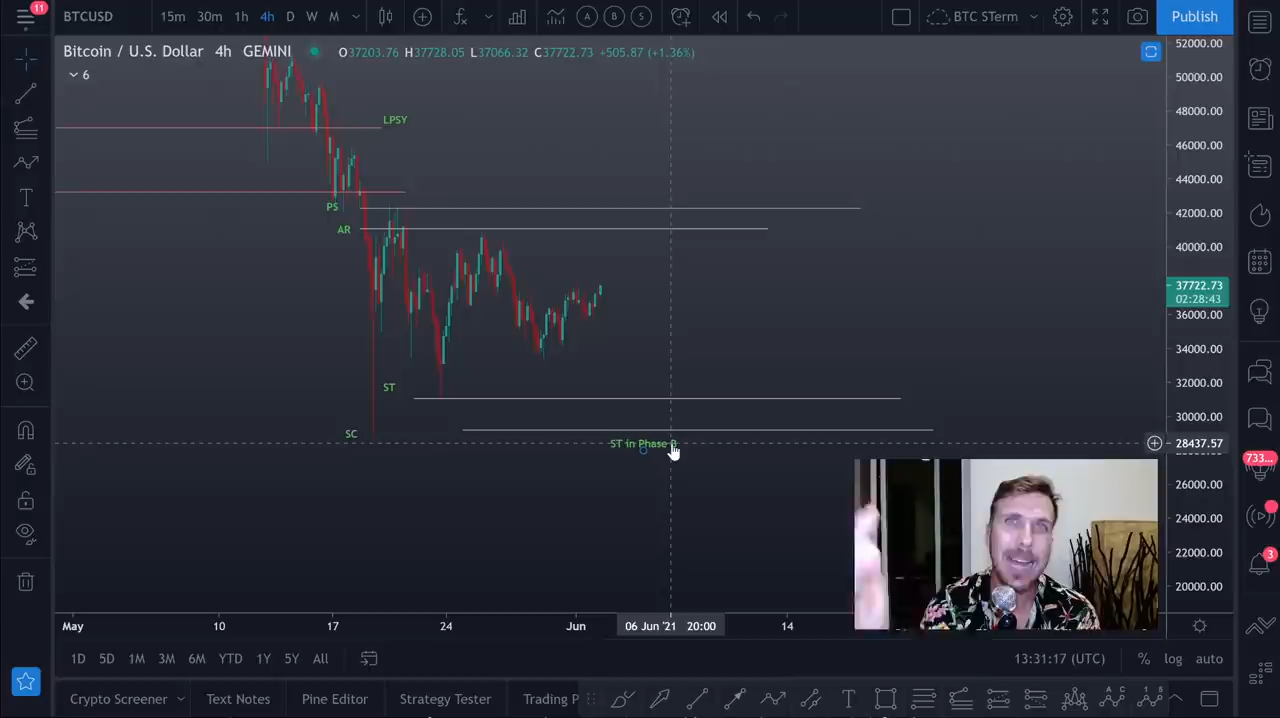 11
BTCUSD 15m 30m 1h 4h D W M A B S BTC STerm Publish
Bitcoin / U.S. Dollar 4h GEMINI O37203.76 H37728.05 L37066.32 C37722.73 +505.87 (+1.36%)
6
52000.00
50000.00
48000.00
46000.00
44000.00
42000.00
40000.00
37722.73
02:28:43
36000.00
34000.00
32000.00
30000.00
28437.57
26000.00
24000.00
22000.00
20000.00
LPSY
PS
AR
ST
SC
ST in Phase B
733...
3
May 10 17 24 Jun 06 Jun '21 20:00 14
1D 5D 1M 3M 6M YTD 1Y 5Y All 13:31:17 (UTC) % log auto
Crypto Screener Text Notes Pine Editor Strategy Tester Trading P